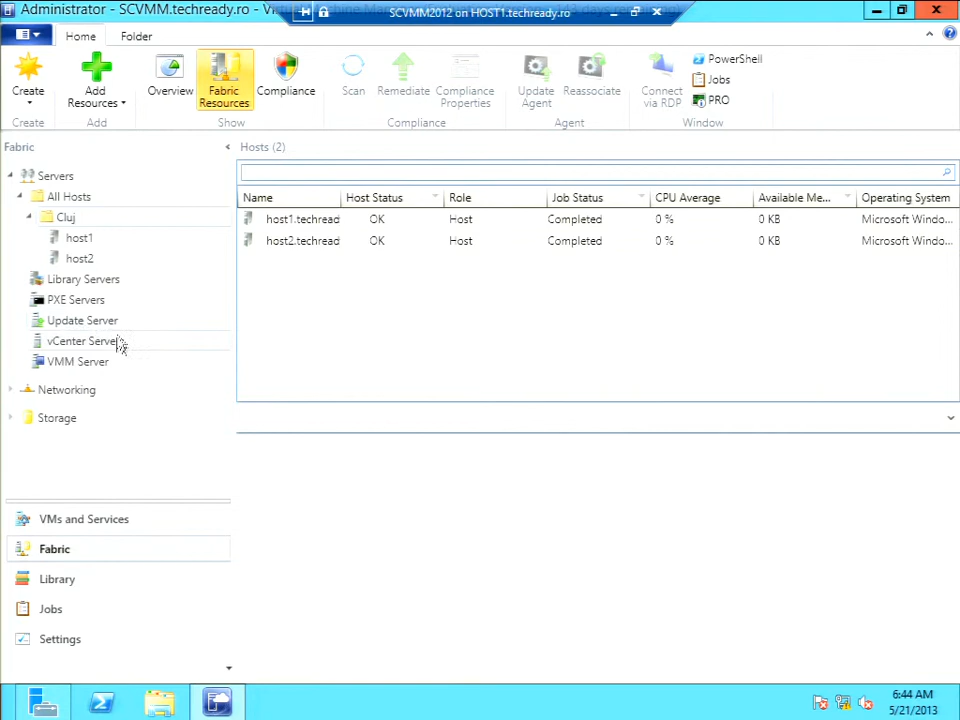 Administrator - SCVMM.techready.ro - Vi
SCVMM2012 on HOST1.techready.ro
Home
Folder
Create
Add Resources
Overview
Fabric Resources
Compliance
Scan
Remediate
Compliance Properties
Update Agent
Reassociate
Connect via RDP
PowerShell
Jobs
PRO
Create
Add
Show
Compliance
Agent
Window
Fabric
Servers
All Hosts
Cluj
host1
host2
Library Servers
PXE Servers
Update Server
vCenter Serve
VMM Server
Networking
Storage
VMs and Services
Fabric
Library
Jobs
Settings
Hosts (2)
Name Host Status Role Job Status CPU Average Available Me... Operating System
host1.techread OK Host Completed 0 % 0 KB Microsoft Windo...
host2.techread OK Host Completed 0 % 0 KB Microsoft Windo...
6:44 AM
5/21/2013